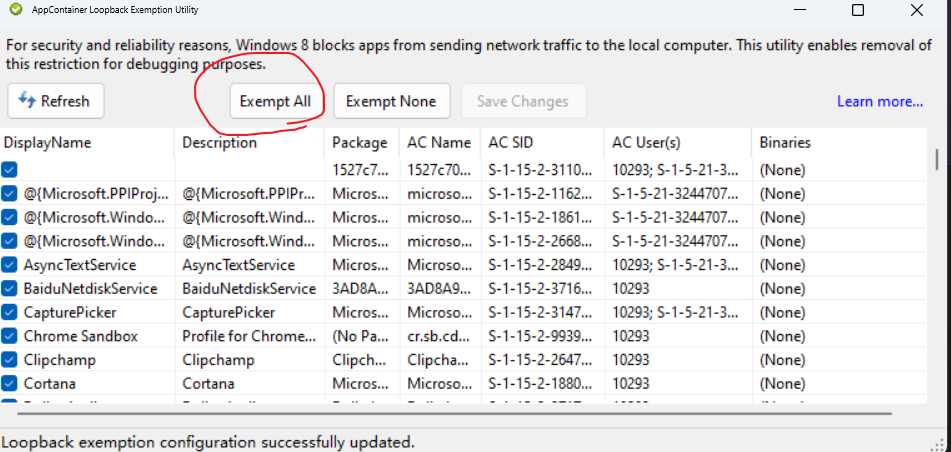 AppContainer Loopback Exemption Utility
For security and reliability reasons, Windows 8 blocks apps from sending network traffic to the local computer. This utility enables removal of
this restriction for debugging purposes.
Refresh Exempt All Exempt None Save Changes Learn more...
DisplayName Description Package AC Name AC SID AC User(s) Binaries
1527c7... 1527c70... S-1-15-2-3110... 10293; S-1-5-21-3... (None)
@{Microsoft.PPIProj... @{Microsoft.PPIPr... Micros... microso... S-1-15-2-1162... S-1-5-21-3244707... (None)
@{Microsoft.Windo... @{Microsoft.Wind... Micros... microso... S-1-15-2-1861... S-1-5-21-3244707... (None)
@{Microsoft.Windo... @{Microsoft.Wind... Micros... microso... S-1-15-2-2668... S-1-5-21-3244707... (None)
AsyncTextService AsyncTextService Micros... Microso... S-1-15-2-2849... 10293; S-1-5-21-3... (None)
BaiduNetdiskService BaiduNetdiskService 3AD8A... 3AD8A9... S-1-15-2-3716... 10293 (None)
CapturePicker CapturePicker Micros... Microso... S-1-15-2-3147... 10293; S-1-5-21-3... (None)
Chrome Sandbox Profile for Chrome... (No Pa... cr.sb.cd... S-1-15-2-9939... 10293 (None)
Clipchamp Clipchamp Clipch... Clipcha... S-1-15-2-2647... 10293 (None)
Cortana Cortana Micros... Microso... S-1-15-2-1880... 10293 (None)
Loopback exemption configuration successfully updated.